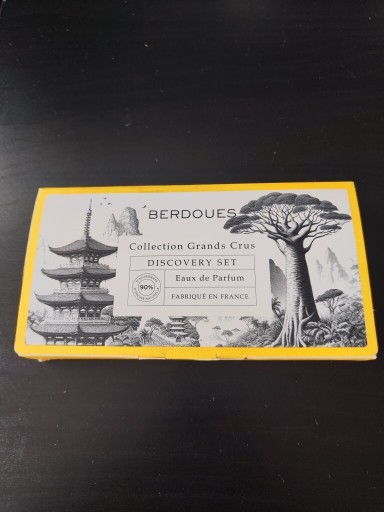 BERDOUES
Collection Grands Crus
DISCOVERY SET
Eaux de Parfum
90%
FABRIQUÉ EN FRANCE